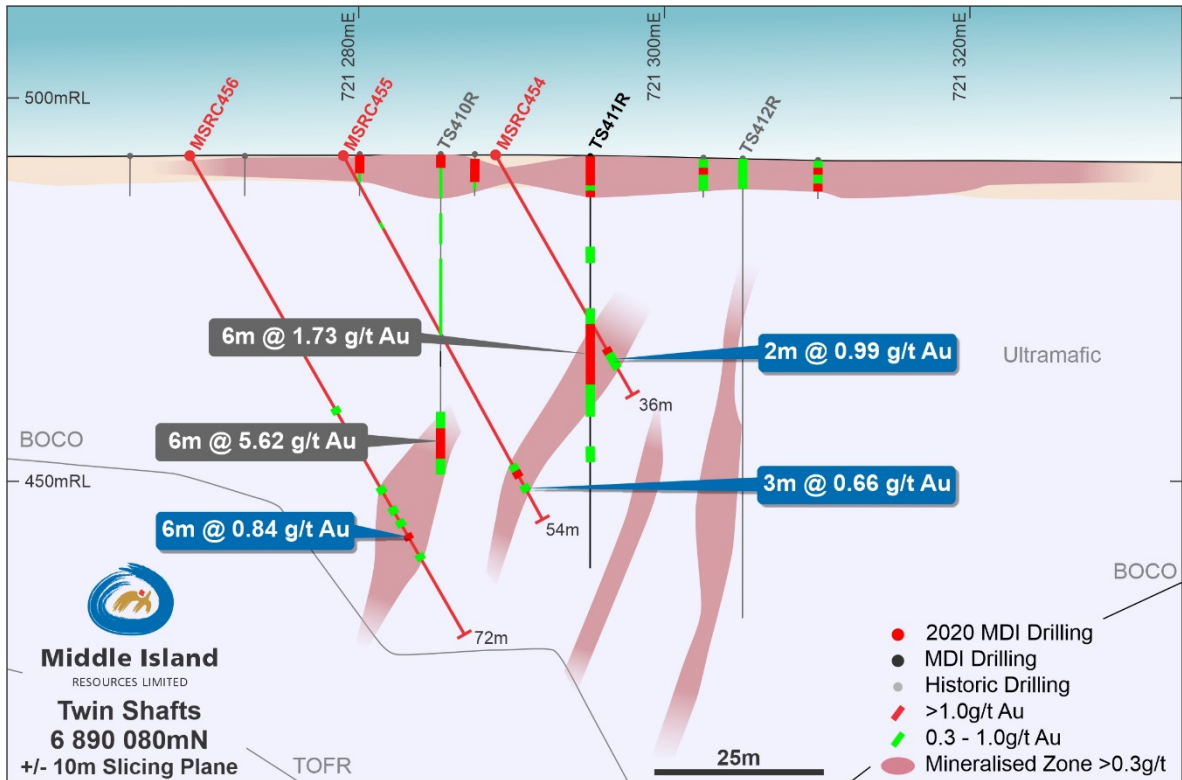 721 280mE
721 300mE
721 320mE
500mRL
MSRC456
MSRC455
TS410R
MSRC454
TS411R
TS412R
6m @ 1.73 g/t Au
2m @ 0.99 g/t Au
Ultramafic
36m
BOCO
6m @ 5.62 g/t Au
450mRL
3m @ 0.66 g/t Au
6m @ 0.84 g/t Au
54m
BOCO
72m
Middle Island
RESOURCES LIMITED
Twin Shafts
6 890 080mN
+/- 10m Slicing Plane
TOFR
25m
2020 MDI Drilling
MDI Drilling
Historic Drilling
>1.0g/t Au
0.3 - 1.0g/t Au
Mineralised Zone >0.3g/t